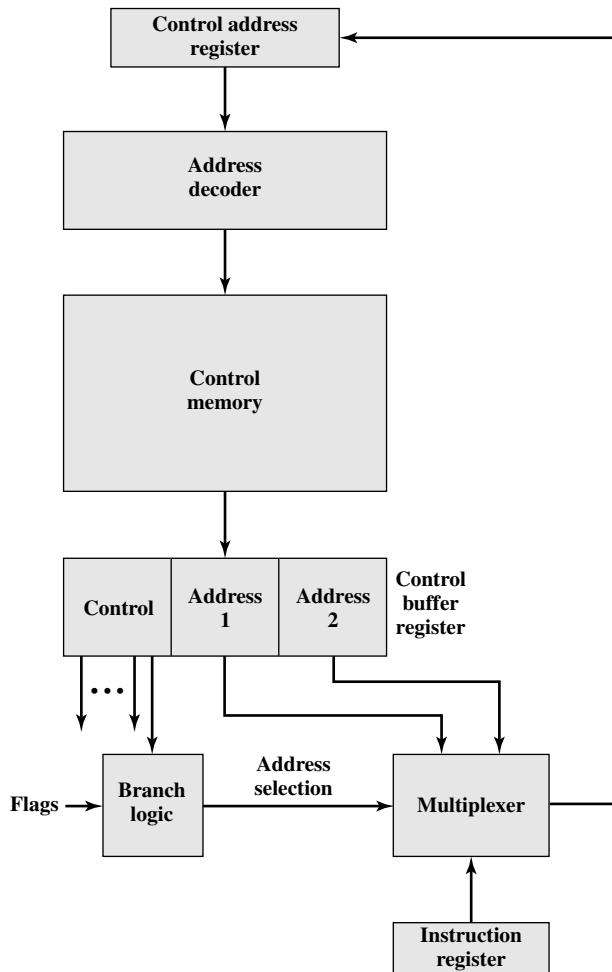 Control address
register
Address
decoder
Control
memory
Control
Address
1
Address
2
Control
buffer
register
Flags
Branch
logic
Address
selection
Multiplexer
Instruction
register